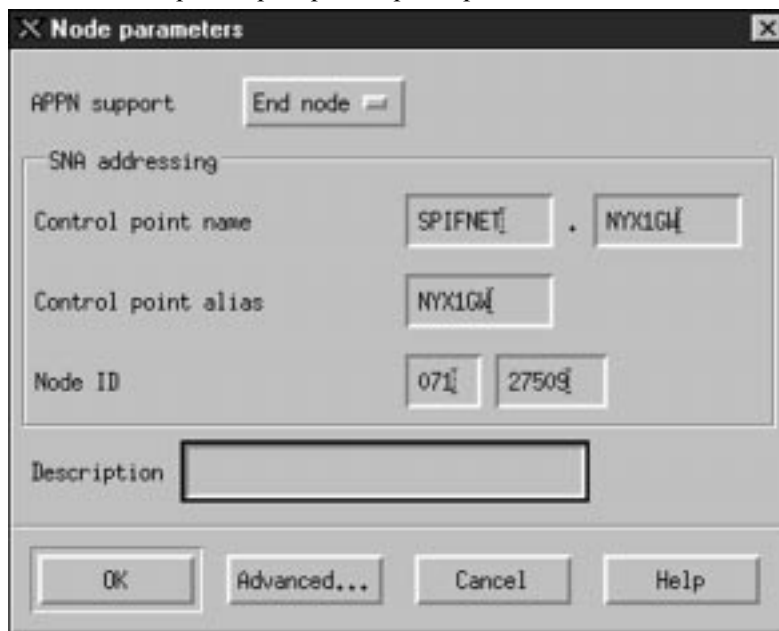 Node parameters
APPN support End node
SNA addressing
Control point name SPIFNET . NYX1GW
Control point alias NYX1GW
Node ID 071 27509
Description
OK Advanced... Cancel Help